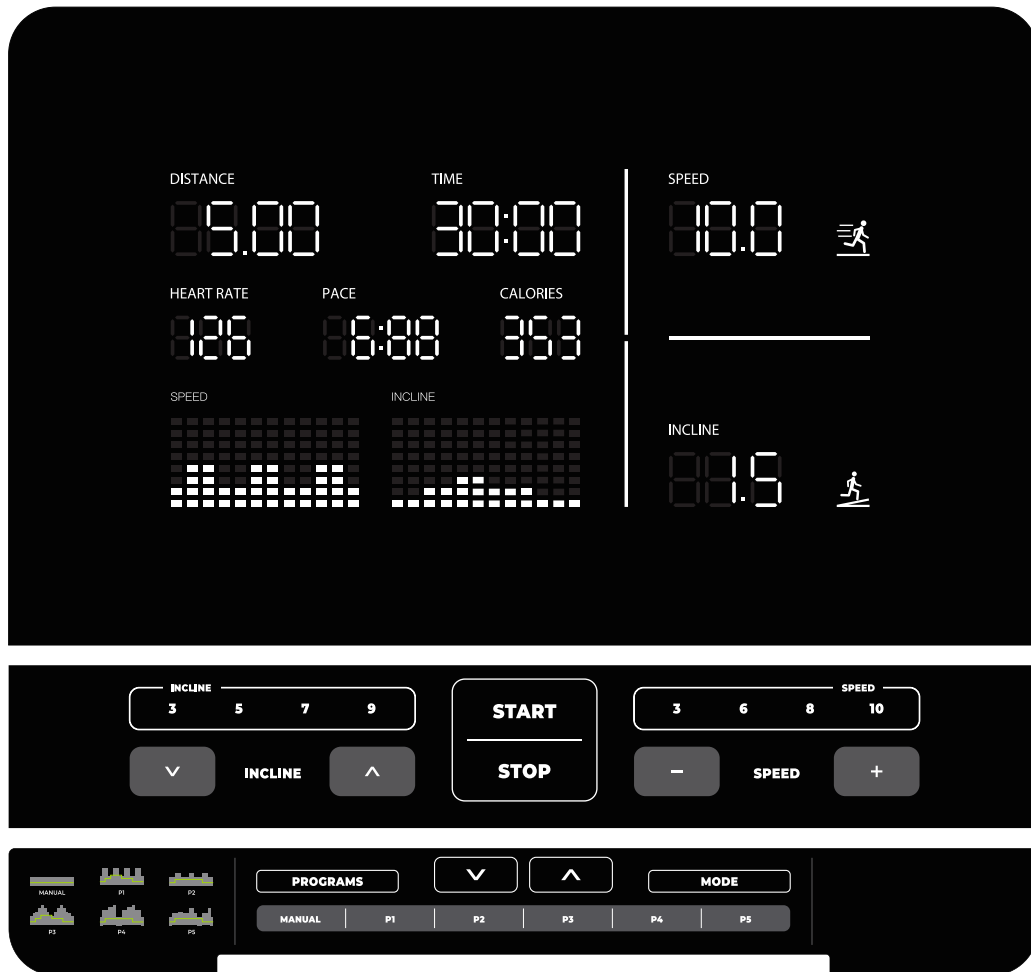 DISTANCE TIME SPEED
5.00 30:00 10.0
HEART RATE PACE CALORIES
126 6:88 353
SPEED INCLINE
INCLINE
1.5
INCLINE
3 5 7 9
START
STOP
SPEED
3 6 8 10
INCLINE
- SPEED +
MANUAL P1 P2
P3 P4 P5
PROGRAMS MODE
MANUAL P1 P2 P3 P4 P5